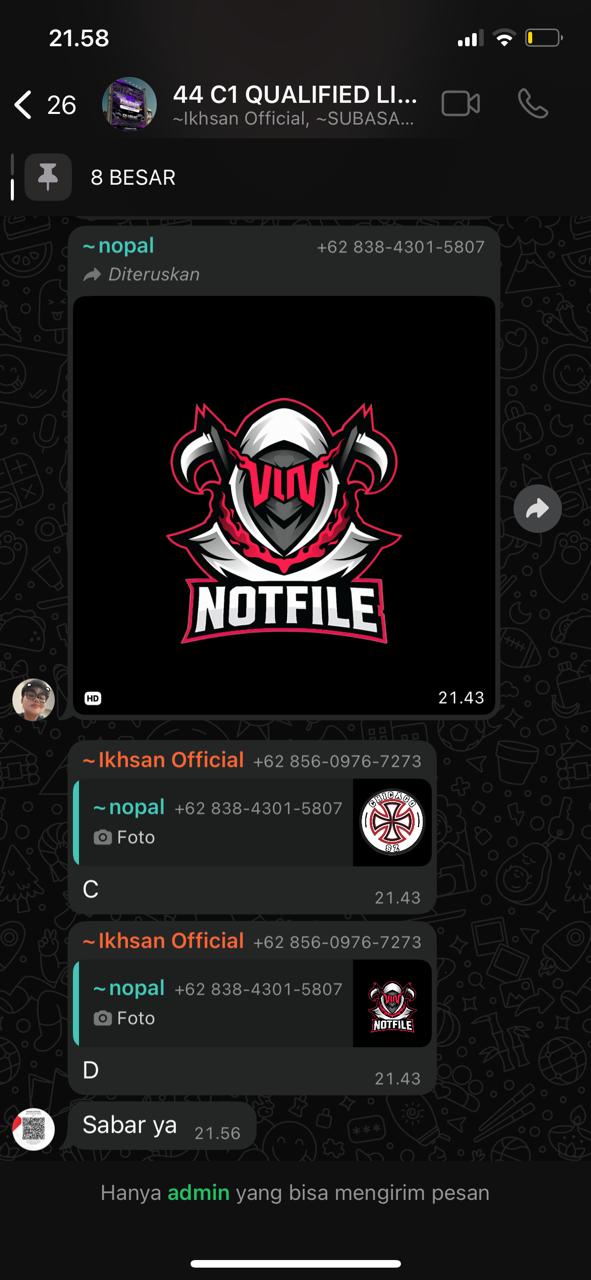 21.58
26
44 C1 QUALIFIED LI...
~Ikhsan Official, ~SUBASA...
8 BESAR
~nopal +62 838-4301-5807
Diteruskan
VIN
NOTFILE
HD 21.43
~Ikhsan Official +62 856-0976-7273
~nopal +62 838-4301-5807
Foto
CHICAGO
C 21.43
~Ikhsan Official +62 856-0976-7273
~nopal +62 838-4301-5807
Foto
NOTFILE
D 21.43
Sabar ya 21.56
Hanya admin yang bisa mengirim pesan